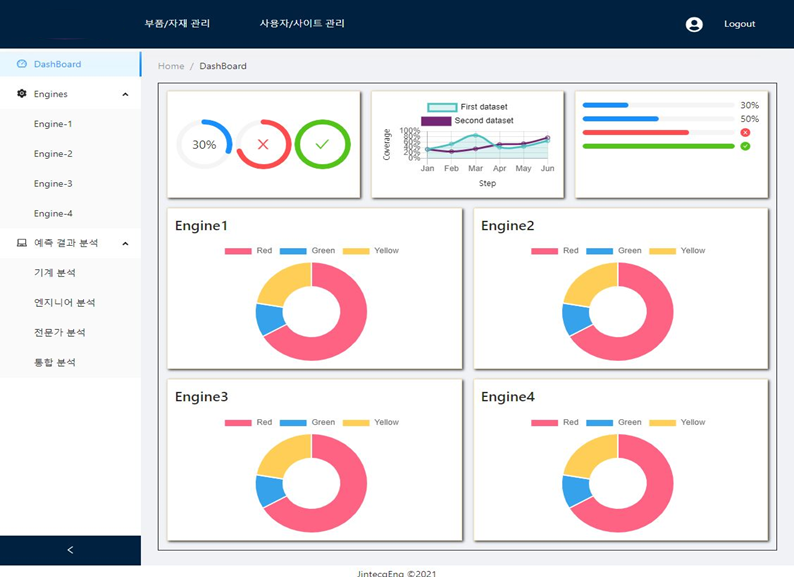 부품/자재 관리 사용자/사이트 관리 Logout
DashBoard
Engines
Engine-1
Engine-2
Engine-3
Engine-4
예측 결과 분석
기계 분석
엔지니어 분석
전문가 분석
통합 분석
Home / DashBoard
30%
First dataset
Second dataset
Coverage
100%
80%
60%
40%
20%
0%
Jan Feb Mar Apr May Jun
Step
30%
50%
Engine1
Red Green Yellow
Engine2
Red Green Yellow
Engine3
Red Green Yellow
Engine4
Red Green Yellow
JintecqEng ©2021